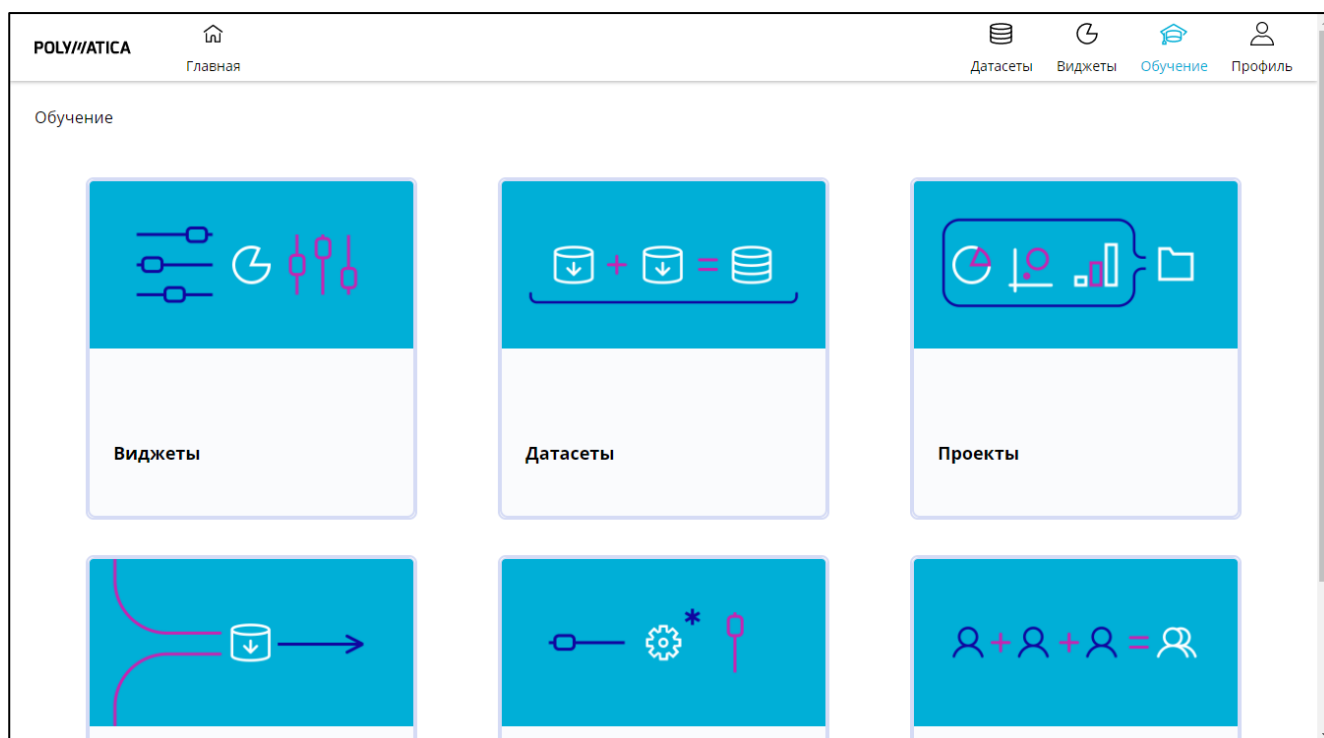 POLYMATICA
Главная
Датасеты Виджеты Обучение Профиль
Обучение
Виджеты Датасеты Проекты